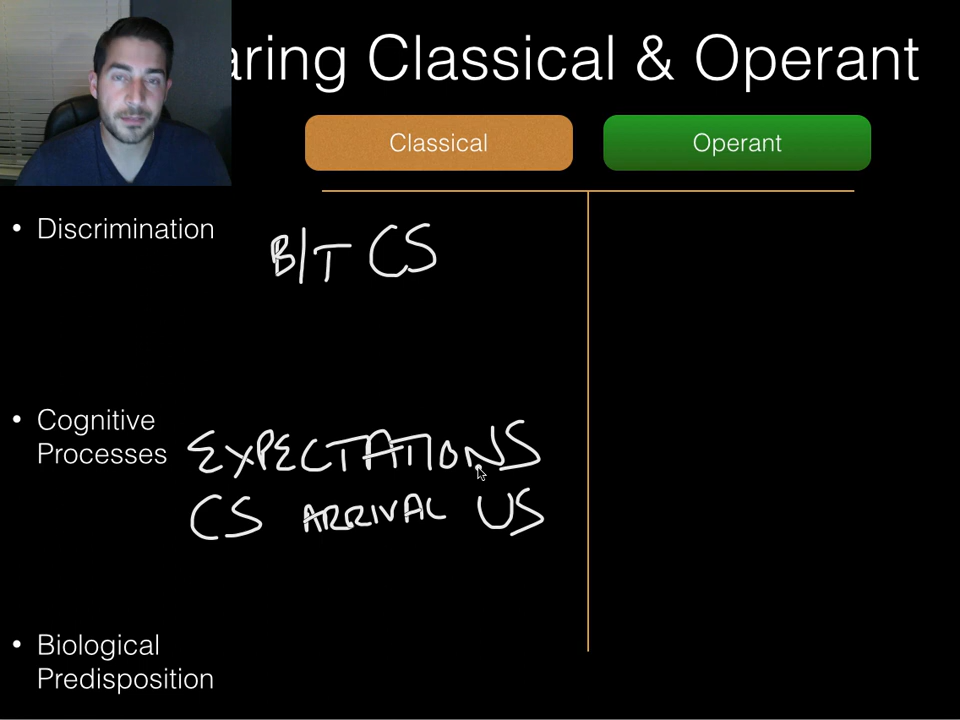 aring Classical & Operant
Classical
Operant
• Discrimination
B/T CS
• Cognitive
Processes
EXPECTATIONS
CS ARRIVAL US
• Biological
Predisposition